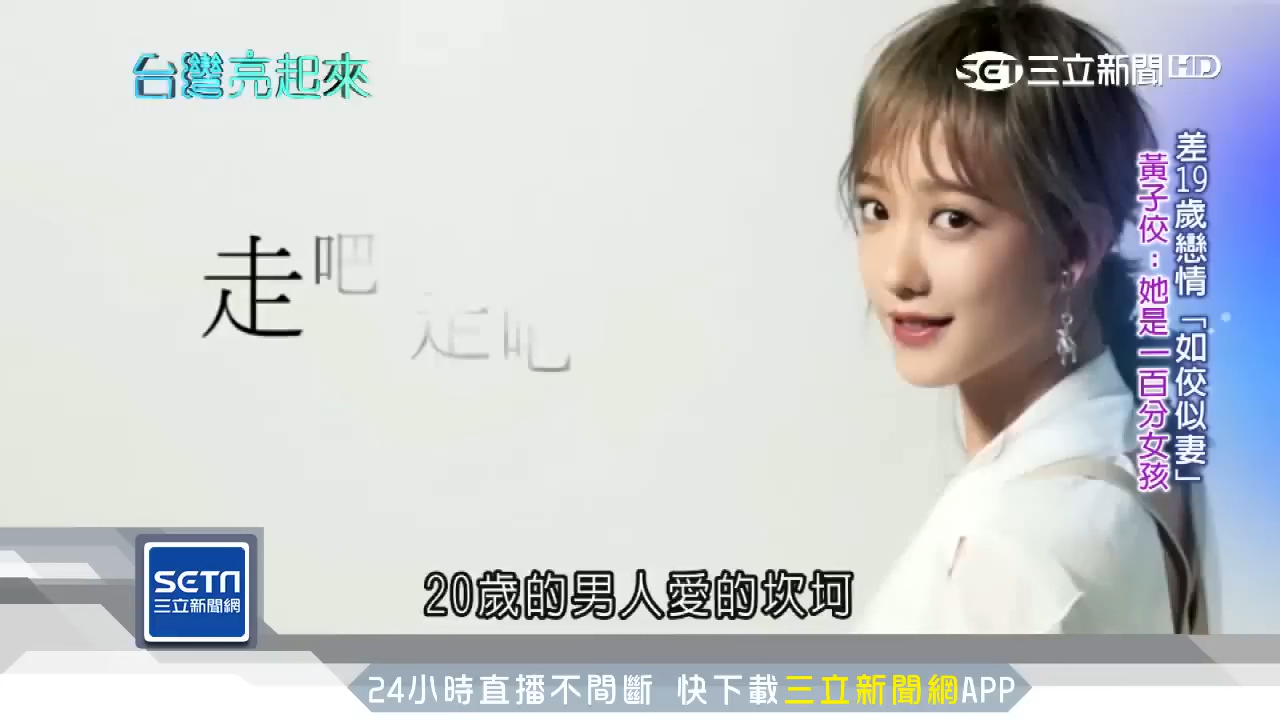 台灣亮起來
SET三立新聞HD
差19歲戀情「如佼似妻」
黃子佼：她是一百分女孩
走吧
走吧
20歲的男人愛的坎坷
SETN
三立新聞網
24小時直播不間斷 快下載三立新聞網APP